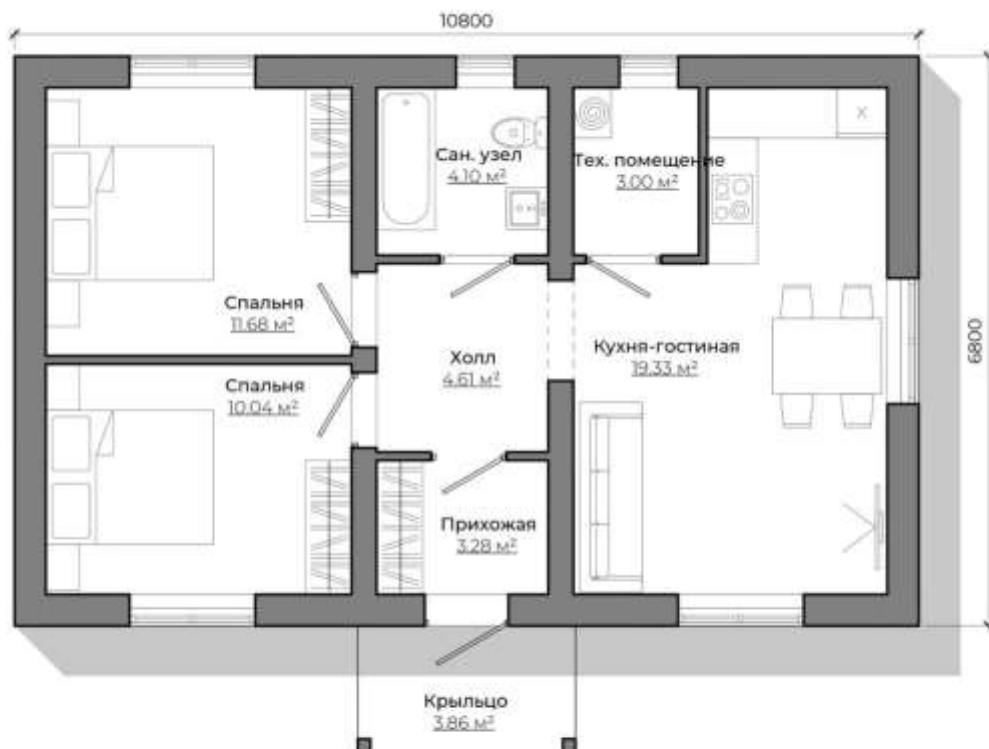 10800
Сан. узел
4.10 м²
Тех. помещение
3.00 м²
X
Спальня
11.68 м²
Холл
4.61 м²
Кухня-гостиная
19.33 м²
6800
Спальня
10.04 м²
Прихожая
3.28 м²
Крыльцо
3.86 м²